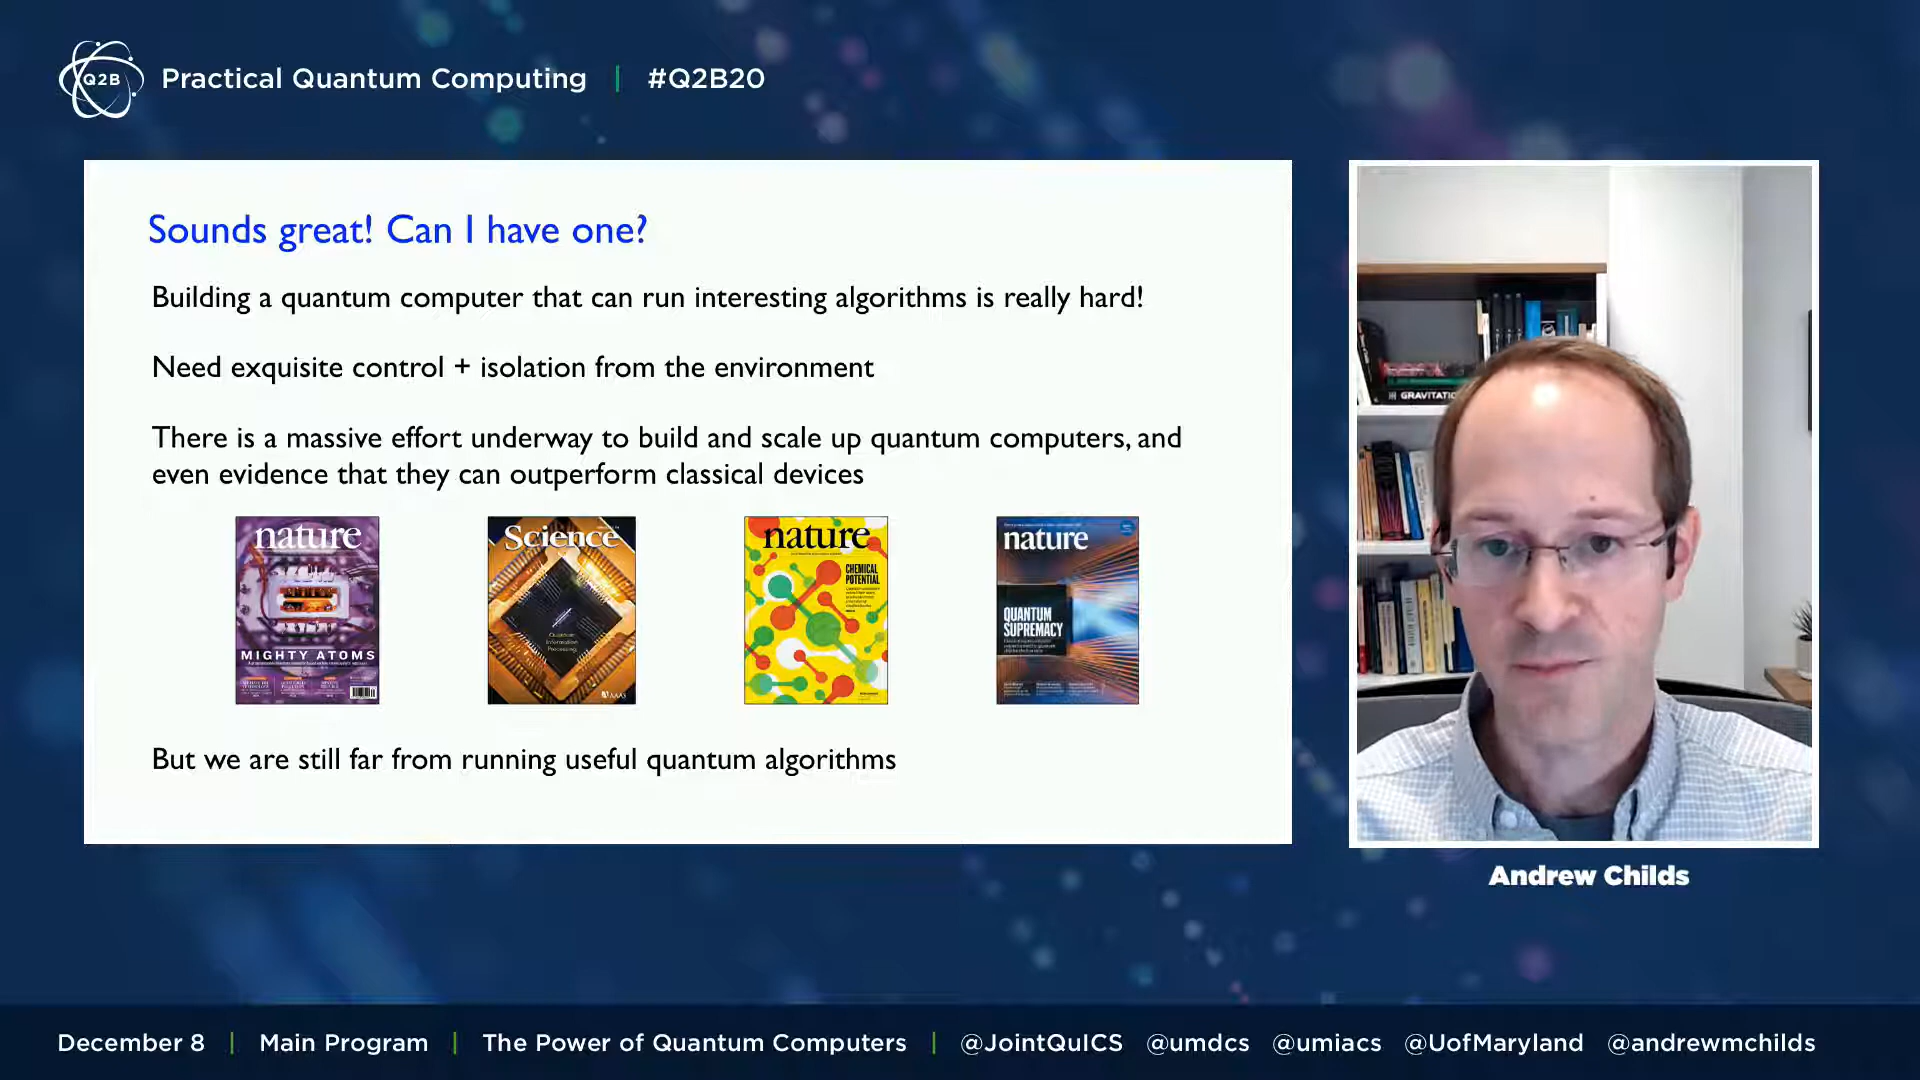 Q2B
Practical Quantum Computing | #Q2B20
Sounds great! Can I have one?
Building a quantum computer that can run interesting algorithms is really hard!
Need exquisite control + isolation from the environment
There is a massive effort underway to build and scale up quantum computers, and
even evidence that they can outperform classical devices
nature
MIGHTY ATOMS
Science
Quantum
Information
Processing
AAAS
nature
CHEMICAL
POTENTIAL
nature
QUANTUM
SUPREMACY
But we are still far from running useful quantum algorithms
Andrew Childs
December 8 | Main Program | The Power of Quantum Computers | @JointQuICS @umdcs @umiacs @UofMaryland @andrewmchilds